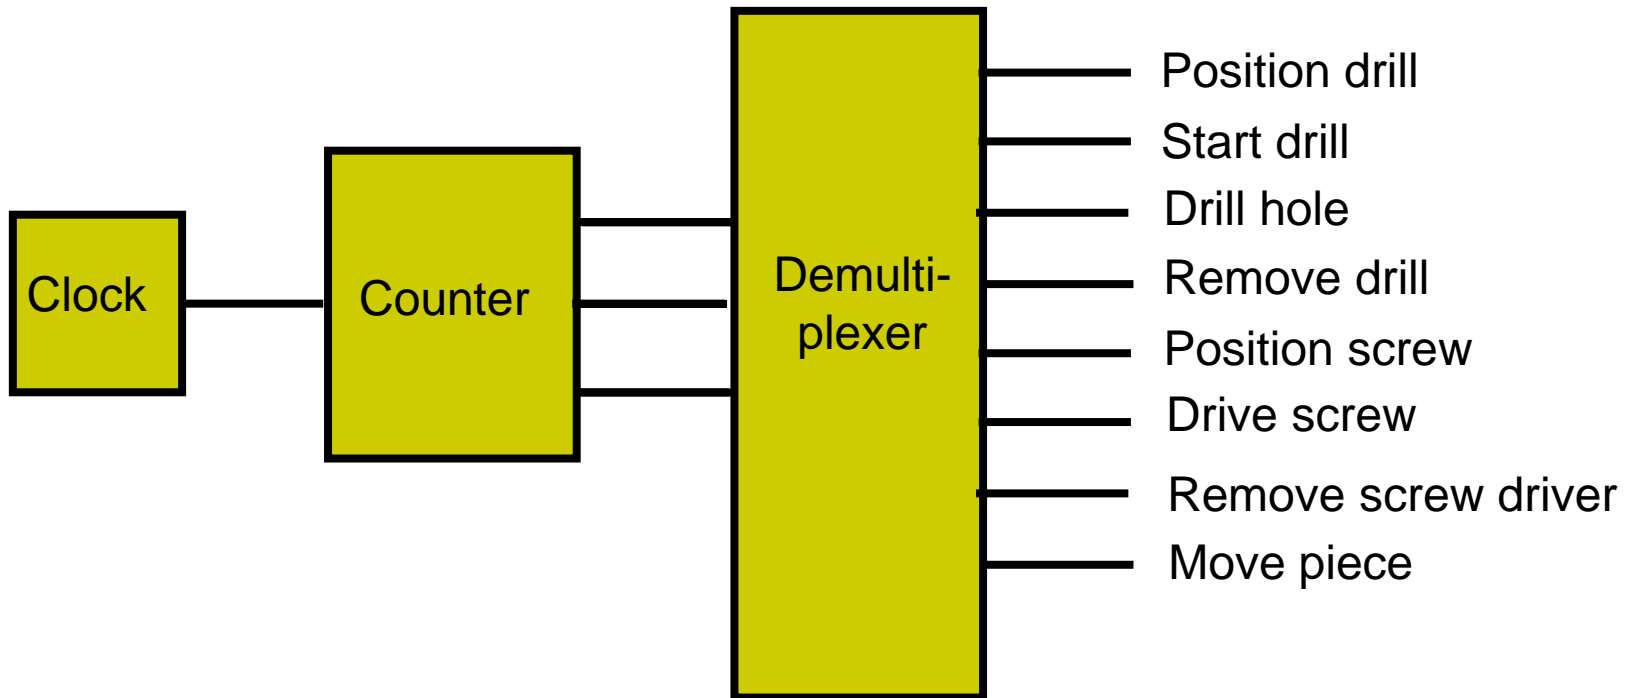 Clock
Counter
Demulti-
plexer
Position drill
Start drill
Drill hole
Remove drill
Position screw
Drive screw
Remove screw driver
Move piece